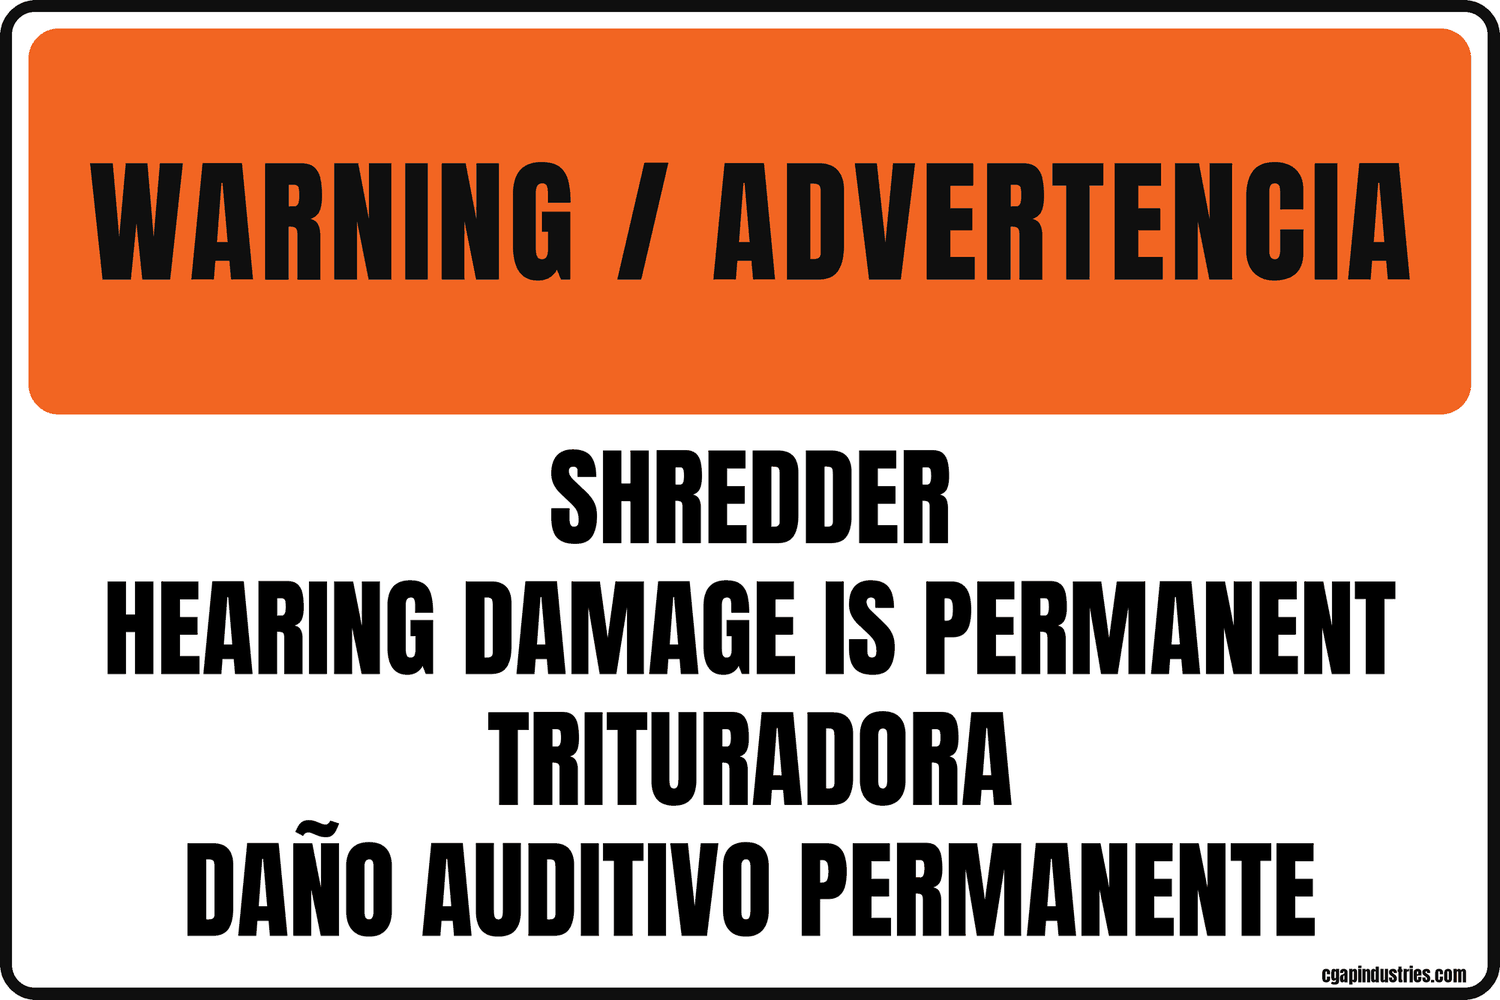 WARNING / ADVERTENCIA
SHREDDER
HEARING DAMAGE IS PERMANENT
TRITURADORA
DAÑO AUDITIVO PERMANENTE
cgapindustries.com